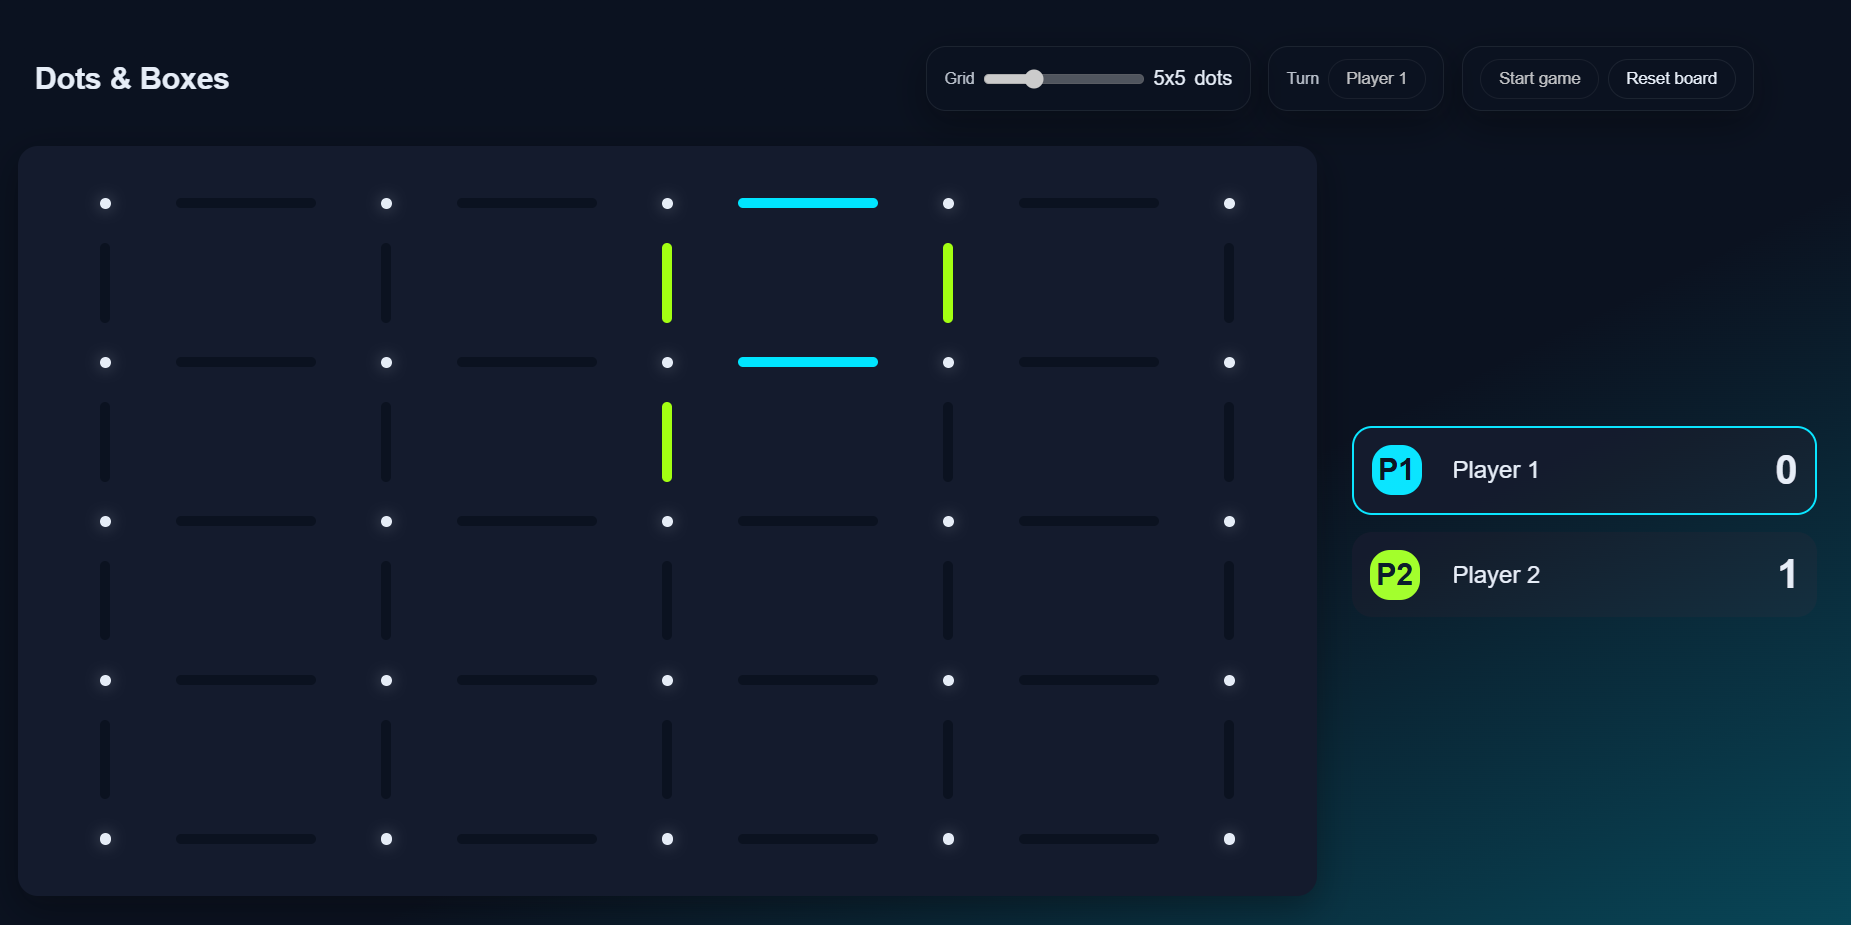 Dots & Boxes
Grid 5x5 dots
Turn Player 1
Start game Reset board
P1 Player 1 0
P2 Player 2 1